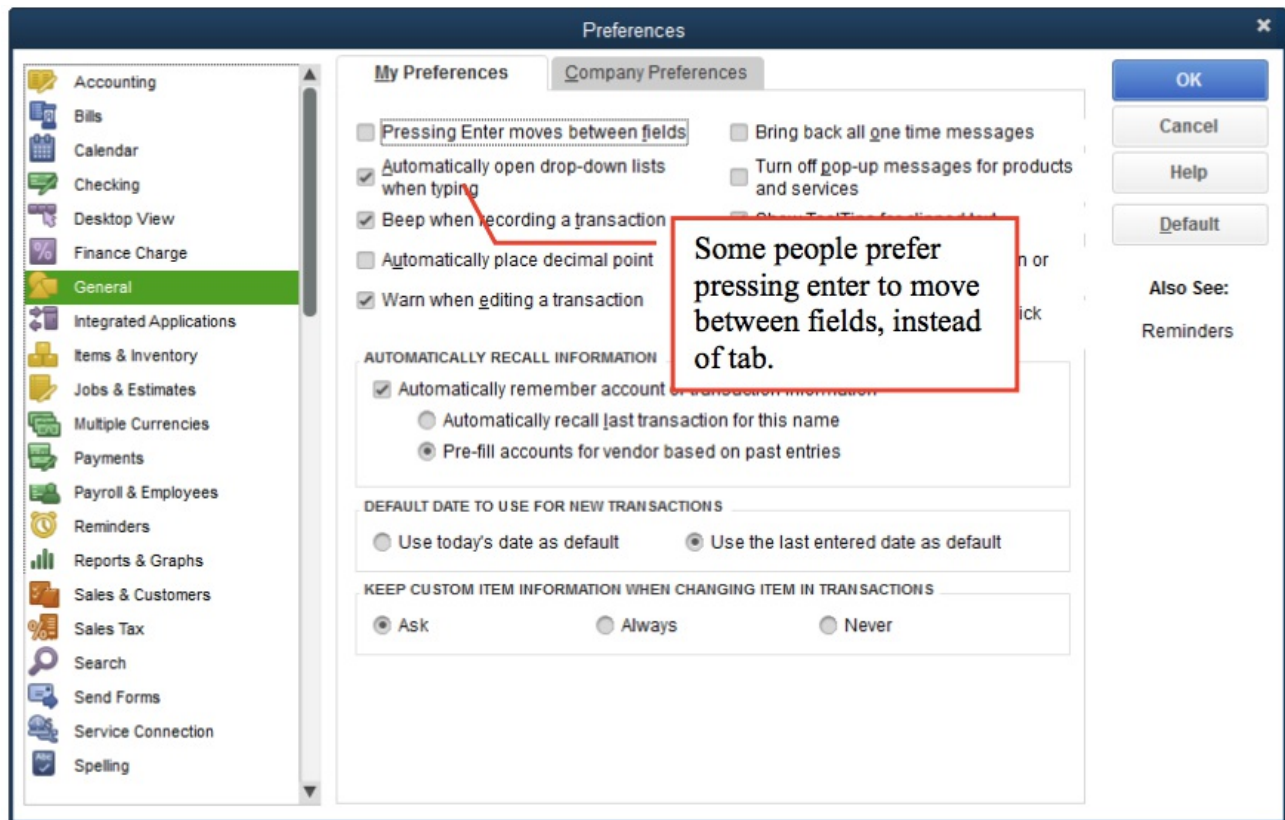 Preferences
Accounting
Bills
Calendar
Checking
Desktop View
Finance Charge
General
Integrated Applications
Items & Inventory
Jobs & Estimates
Multiple Currencies
Payments
Payroll & Employees
Reminders
Reports & Graphs
Sales & Customers
Sales Tax
Search
Send Forms
Service Connection
Spelling
My Preferences
Company Preferences
Pressing Enter moves between fields
Automatically open drop-down lists
when typing
Beep when recording a transaction
Automatically place decimal point
Warn when editing a transaction
Bring back all one time messages
Turn off pop-up messages for products
and services
n or
ick
Some people prefer
pressing enter to move
between fields, instead
of tab.
AUTOMATICALLY RECALL INFORMATION
Automatically remember account
Automatically recall last transaction for this name
Pre-fill accounts for vendor based on past entries
DEFAULT DATE TO USE FOR NEW TRANSACTIONS
Use today's date as default
Use the last entered date as default
KEEP CUSTOM ITEM INFORMATION WHEN CHANGING ITEM IN TRANSACTIONS
Ask
Always
Never
OK
Cancel
Help
Default
Also See:
Reminders